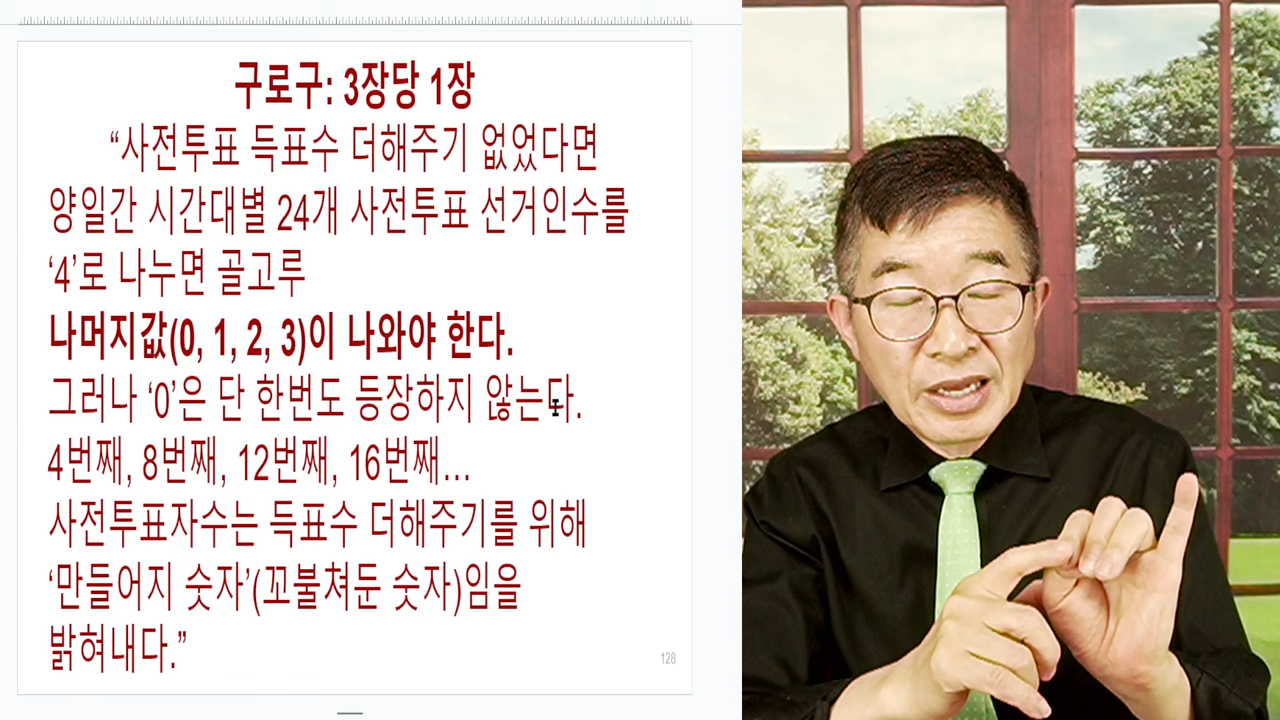 구로구: 3장당 1장
“사전투표 득표수 더해주기 없었다면
양일간 시간대별 24개 사전투표 선거인수를
‘4’로 나누면 골고루
나머지값(0, 1, 2, 3)이 나와야 한다.
그러나 ‘0’은 단 한번도 등장하지 않는다.
4번째, 8번째, 12번째, 16번째...
사전투표자수는 득표수 더해주기를 위해
‘만들어지 숫자’(꼬불쳐둔 숫자)임을
밝혀내다.”
128